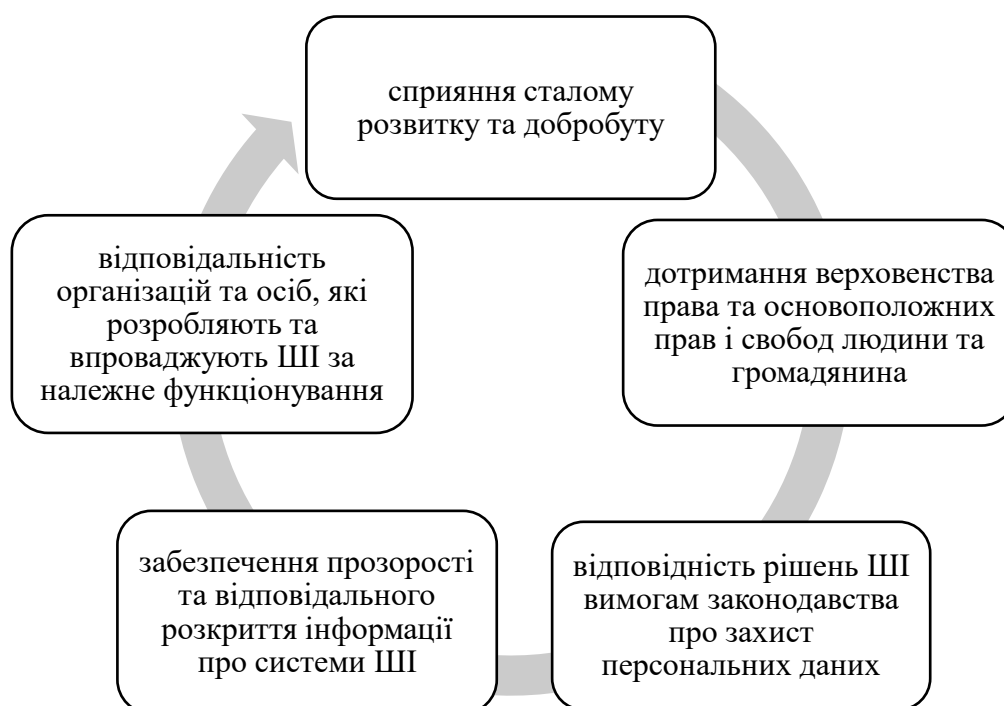 сприяння сталому
розвитку та добробуту
дотримання верховенства
права та основоположних
прав і свобод людини та
громадянина
відповідність рішень ШІ
вимогам законодавства
про захист
персональних даних
забезпечення прозорості
та відповідального
розкриття інформації
про системи ШІ
відповідальність
організацій та осіб, які
розробляють та
впроваджують ШІ за
належне функціонування